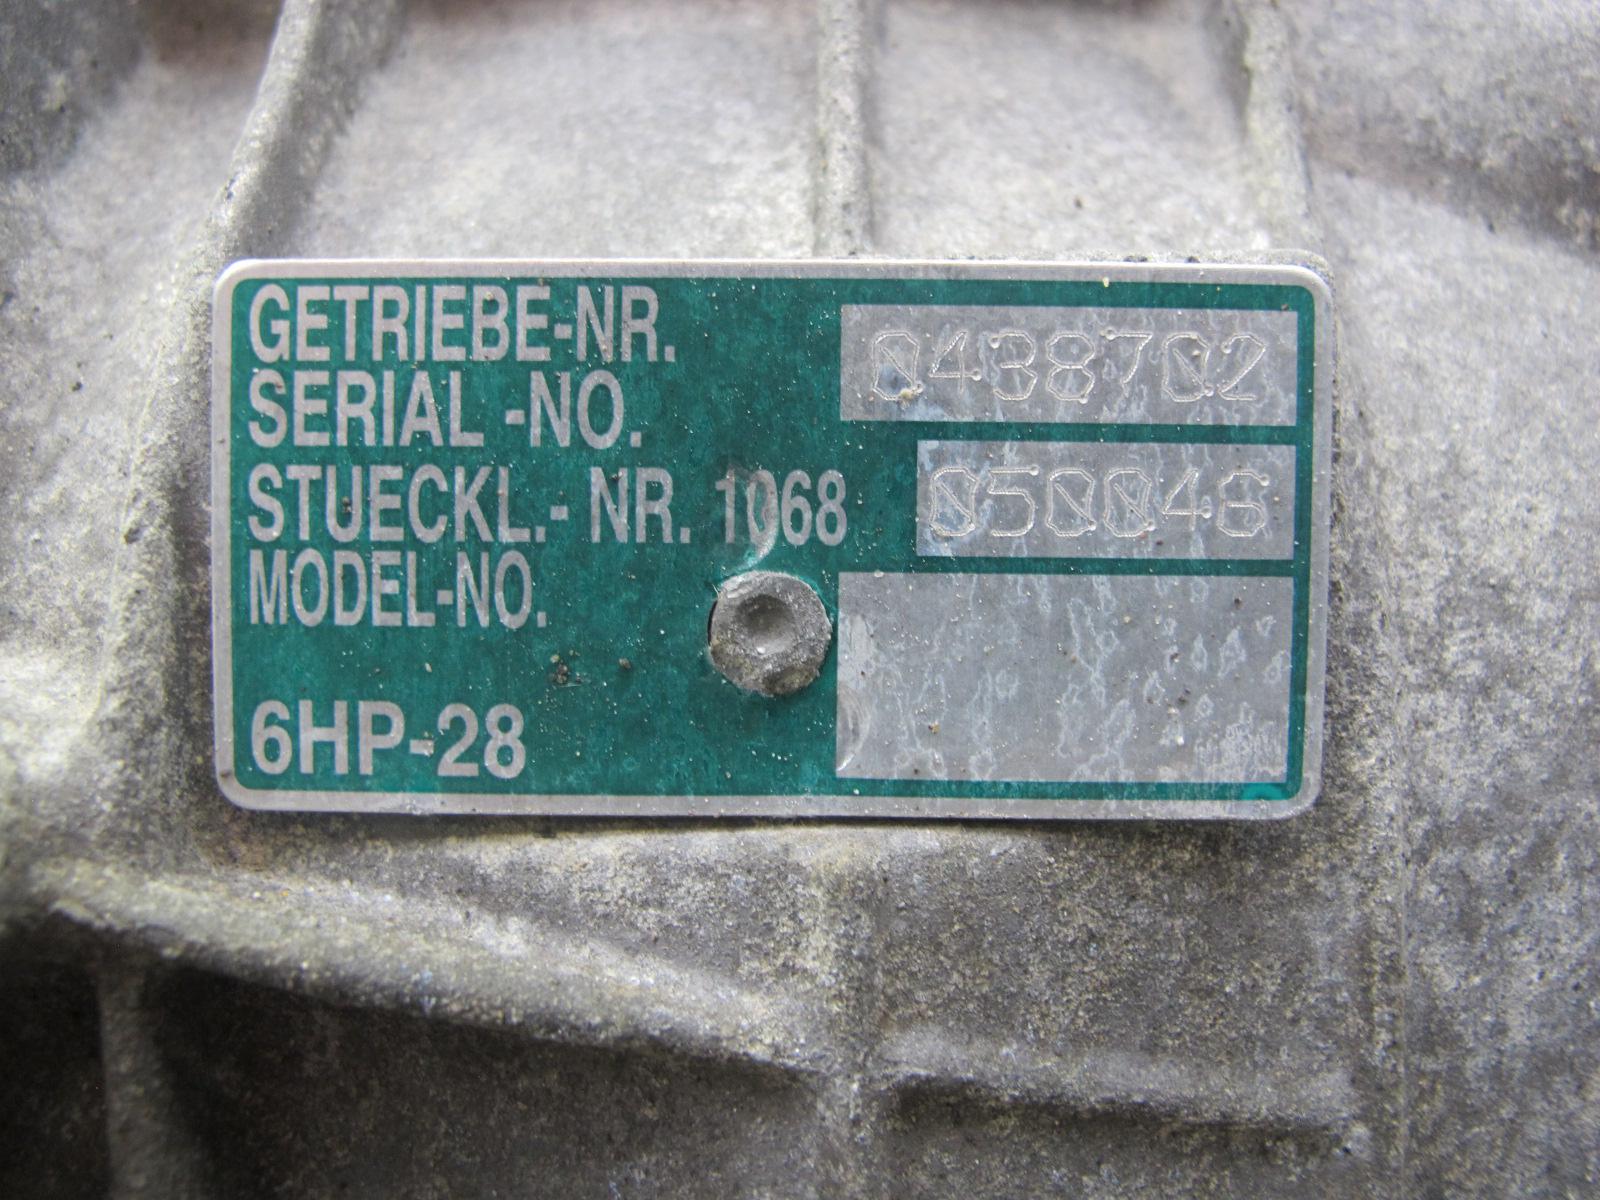 GETRIEBE-NR.
SERIAL -NO. 0438702
STUECKL.- NR. 1068 050046
MODEL-NO.
6HP-28